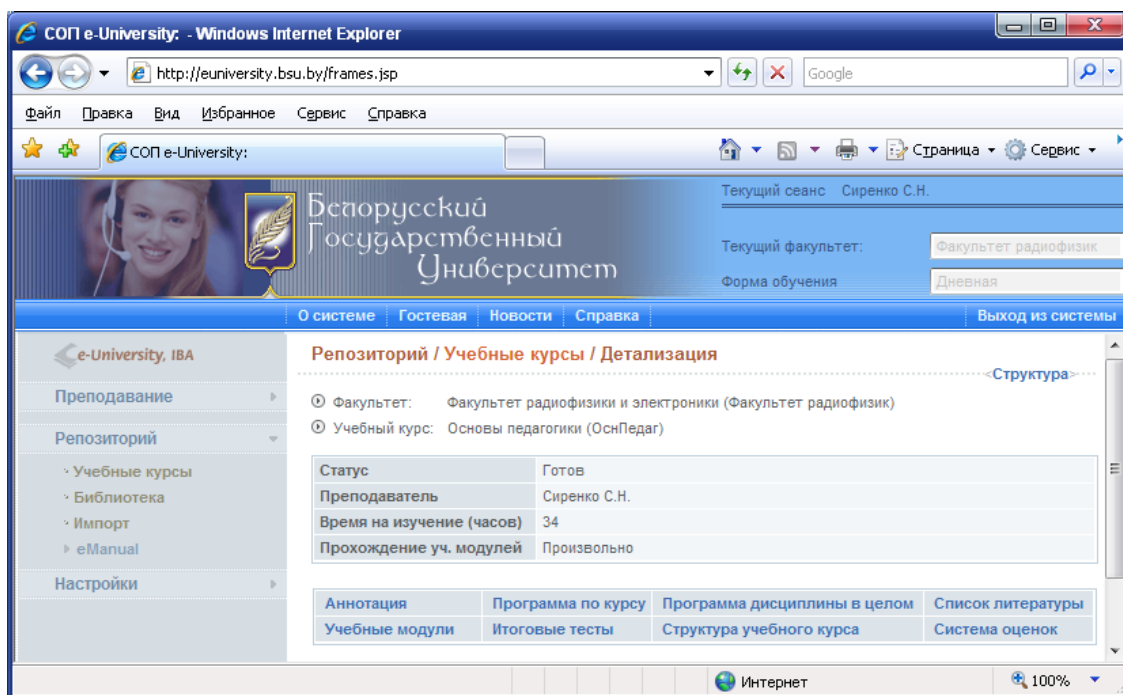 СОП e-University: - Windows Internet Explorer
http://euniversity.bsu.by/frames.jsp
Google
Файл Правка Вид Избранное Сервис Справка
СОП e-University:
Страница Сервис
Текущий сеанс Сиренко С.Н.
Белорусский
Государственный
Университет
Текущий факультет: Факультет радиофизик
Форма обучения Дневная
О системе Гостевая Новости Справка Выход из системы
e-University, IBA
Преподавание
Репозиторий
Учебные курсы
Библиотека
Импорт
eManual
Настройки
Репозиторий / Учебные курсы / Детализация
<Структура>
Факультет: Факультет радиофизики и электроники (Факультет радиофизик)
Учебный курс: Основы педагогики (ОснПедаг)
Статус Готов
Преподаватель Сиренко С.Н.
Время на изучение (часов) 34
Прохождение уч. модулей Произвольно
Аннотация Программа по курсу Программа дисциплины в целом Список литературы
Учебные модули Итоговые тесты Структура учебного курса Система оценок
Интернет 100%